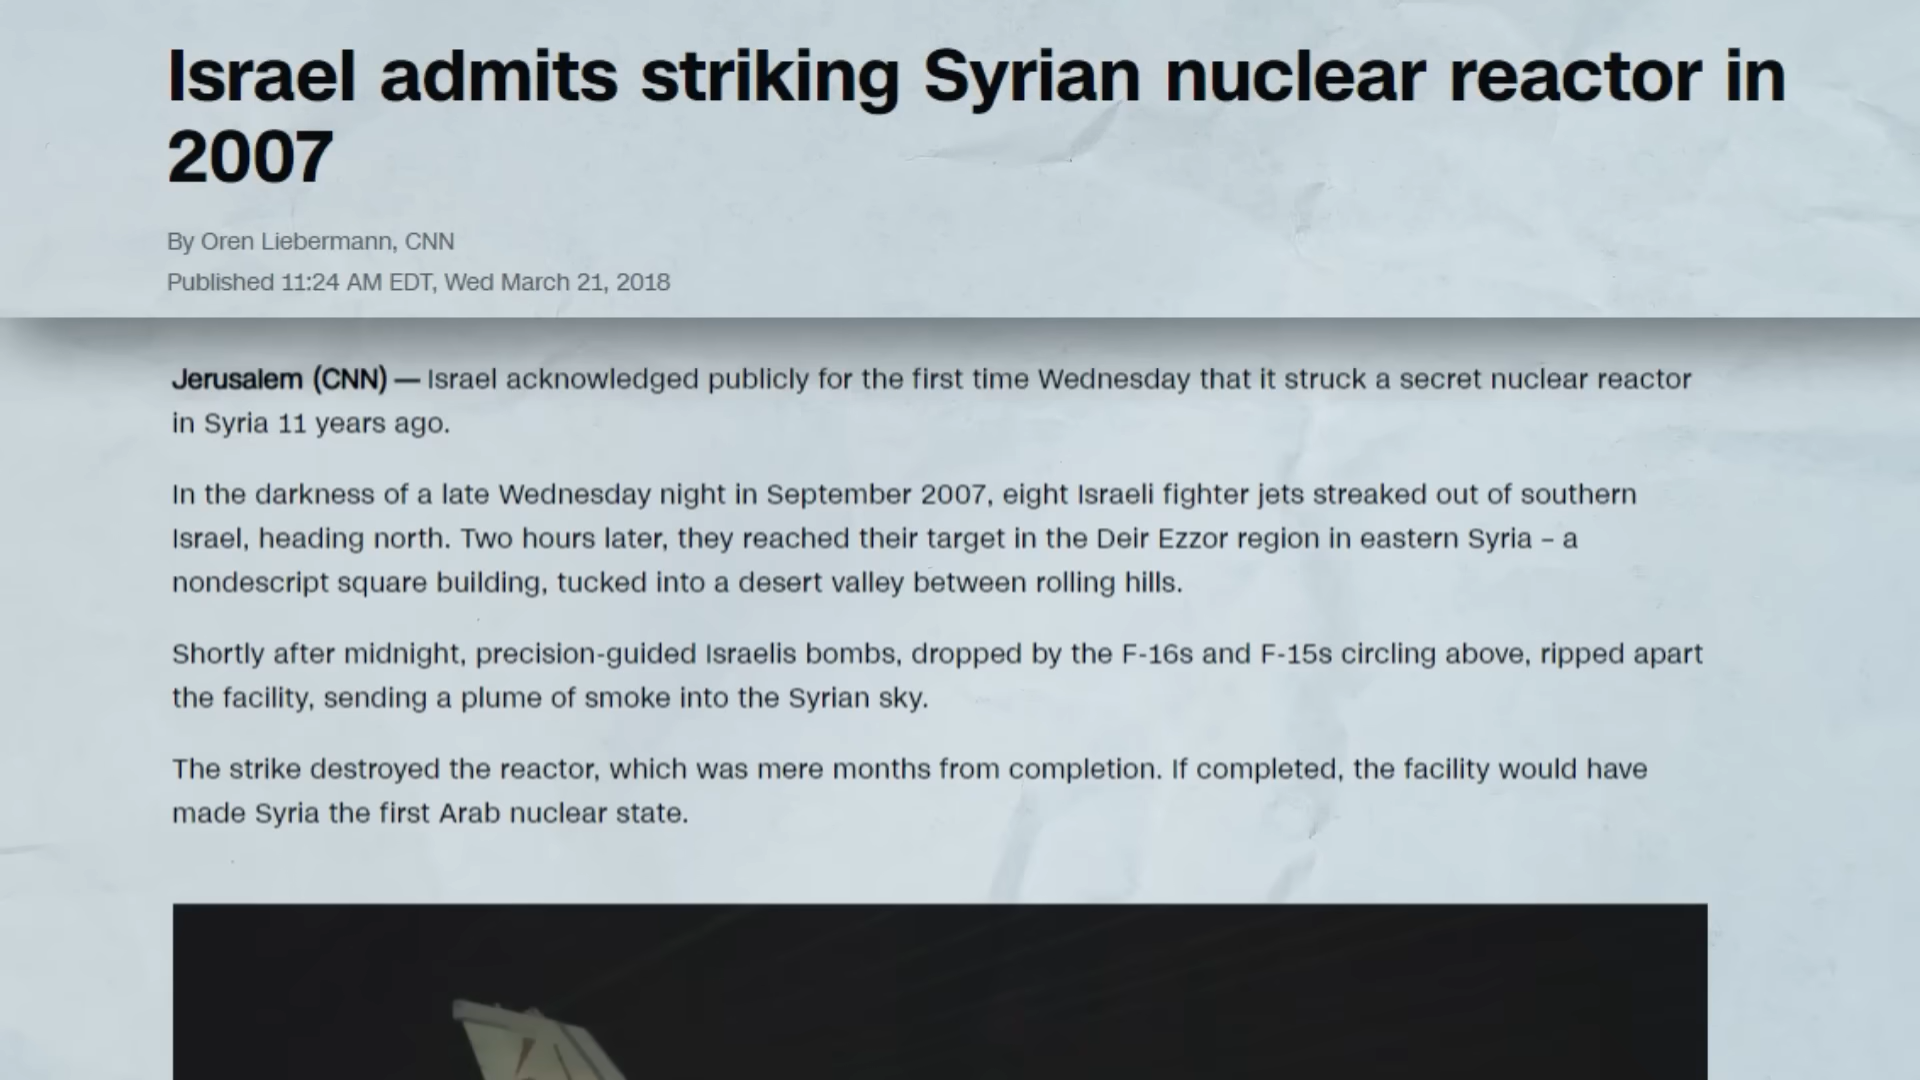 Israel admits striking Syrian nuclear reactor in
2007
By Oren Liebermann, CNN
Published 11:24 AM EDT, Wed March 21, 2018
Jerusalem (CNN) — Israel acknowledged publicly for the first time Wednesday that it struck a secret nuclear reactor
in Syria 11 years ago.
In the darkness of a late Wednesday night in September 2007, eight Israeli fighter jets streaked out of southern
Israel, heading north. Two hours later, they reached their target in the Deir Ezzor region in eastern Syria – a
nondescript square building, tucked into a desert valley between rolling hills.
Shortly after midnight, precision-guided Israelis bombs, dropped by the F-16s and F-15s circling above, ripped apart
the facility, sending a plume of smoke into the Syrian sky.
The strike destroyed the reactor, which was mere months from completion. If completed, the facility would have
made Syria the first Arab nuclear state.